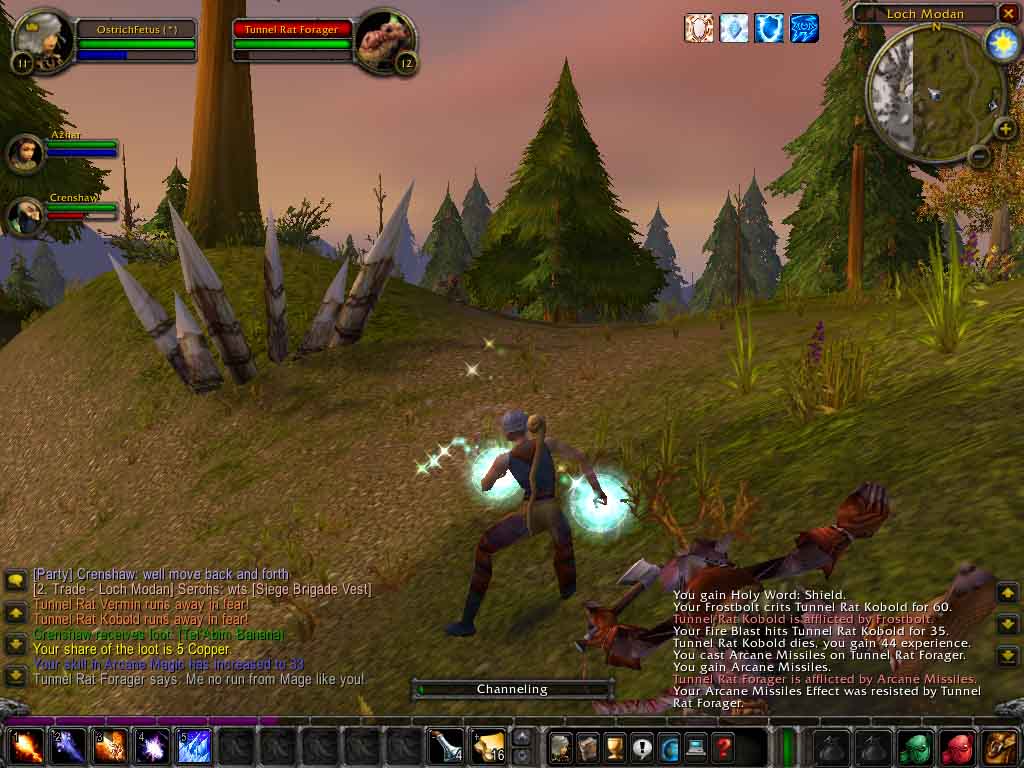 OstrichFetus (*)
11
Tunnel Rat Forager
12
Loch Modan
N
Azhar
Crenshaw
[Party] Crenshaw: well move back and forth
[2. Trade - Loch Modan] Serohs: wts [Siege Brigade Vest]
Tunnel Rat Vermin runs away in fear!
Tunnel Rat Kobold runs away in fear!
Crenshaw receives loot: [Tel'Abim Banana]
Your share of the loot is 5 Copper.
Your skill in Arcane Magic has increased to 33
Tunnel Rat Forager says: Me no run from Mage like you!
You gain Holy Word: Shield.
Your Frostbolt crits Tunnel Rat Kobold for 60.
Tunnel Rat Kobold is afflicted by Frostbolt.
Your Fire Blast hits Tunnel Rat Kobold for 35.
Tunnel Rat Kobold dies, you gain 44 experience.
You cast Arcane Missiles on Tunnel Rat Forager.
You gain Arcane Missiles.
Tunnel Rat Forager is afflicted by Arcane Missiles.
Your Arcane Missiles Effect was resisted by Tunnel
Rat Forager.
Channeling
1 2 3 4 5
4 16